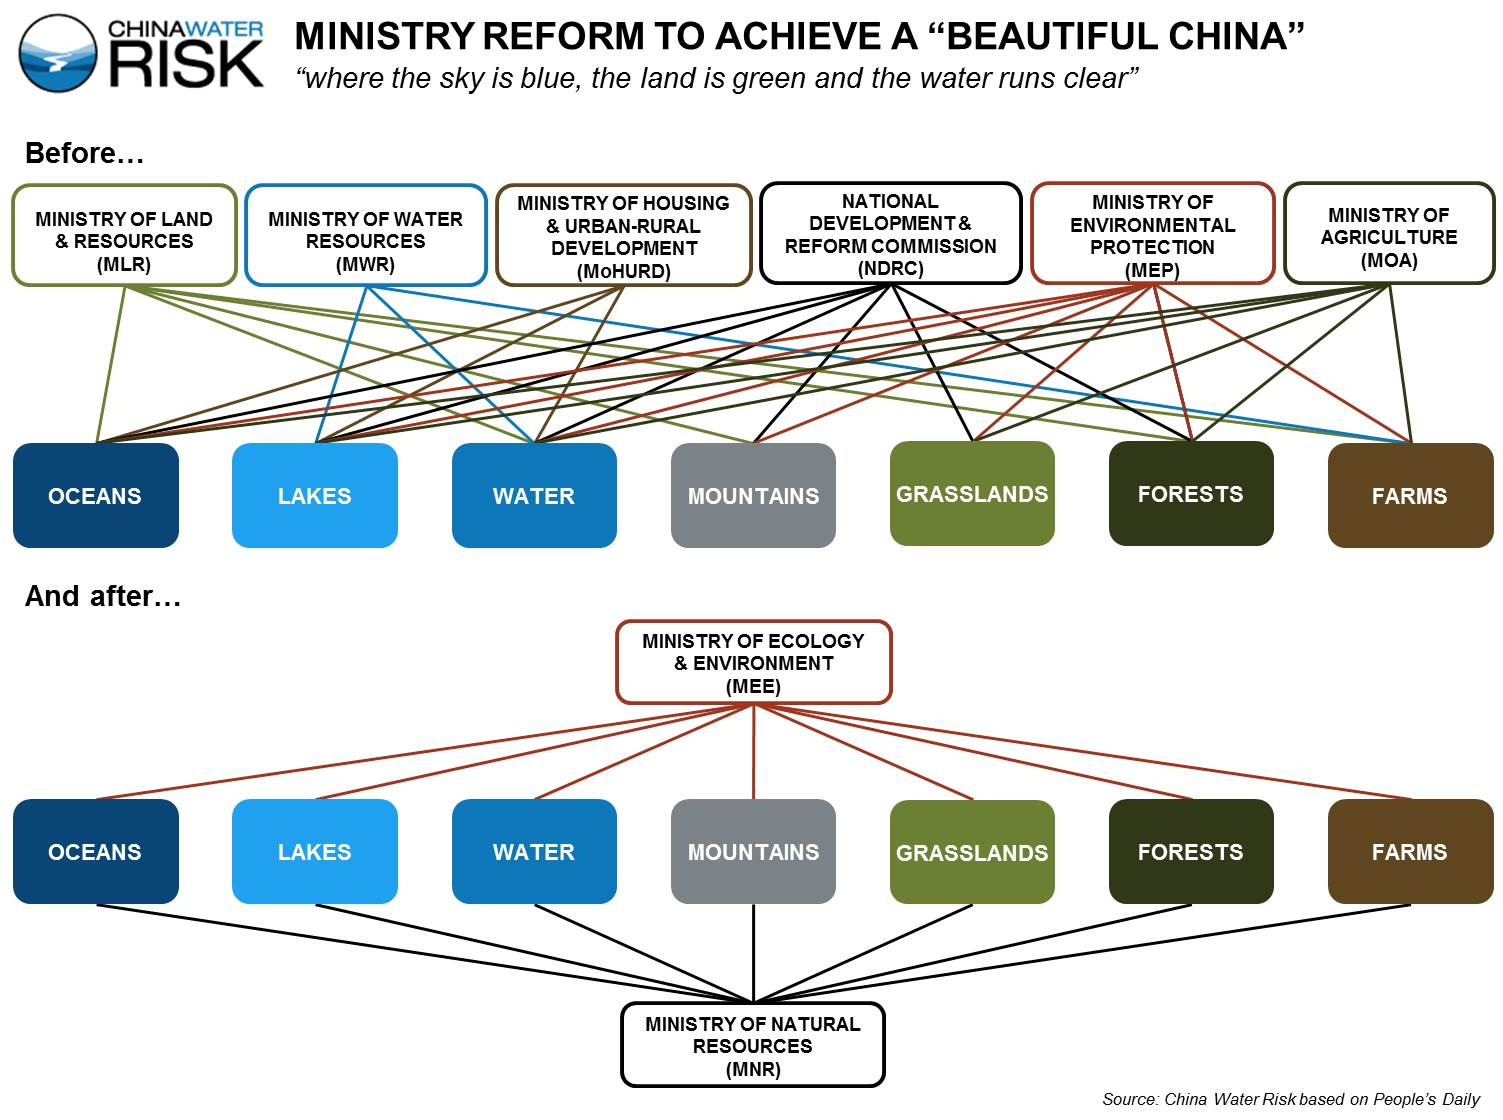 CHINAWATER
RISK
MINISTRY REFORM TO ACHIEVE A “BEAUTIFUL CHINA”
“where the sky is blue, the land is green and the water runs clear”
Before…
MINISTRY OF LAND
& RESOURCES
(MLR)
MINISTRY OF WATER
RESOURCES
(MWR)
MINISTRY OF HOUSING
& URBAN-RURAL
DEVELOPMENT
(MoHURD)
NATIONAL
DEVELOPMENT &
REFORM COMMISSION
(NDRC)
MINISTRY OF
ENVIRONMENTAL
PROTECTION
(MEP)
MINISTRY OF
AGRICULTURE
(MOA)
OCEANS
LAKES
WATER
MOUNTAINS
GRASSLANDS
FORESTS
FARMS
And after…
MINISTRY OF ECOLOGY
& ENVIRONMENT
(MEE)
OCEANS
LAKES
WATER
MOUNTAINS
GRASSLANDS
FORESTS
FARMS
MINISTRY OF NATURAL
RESOURCES
(MNR)
Source: China Water Risk based on People’s Daily